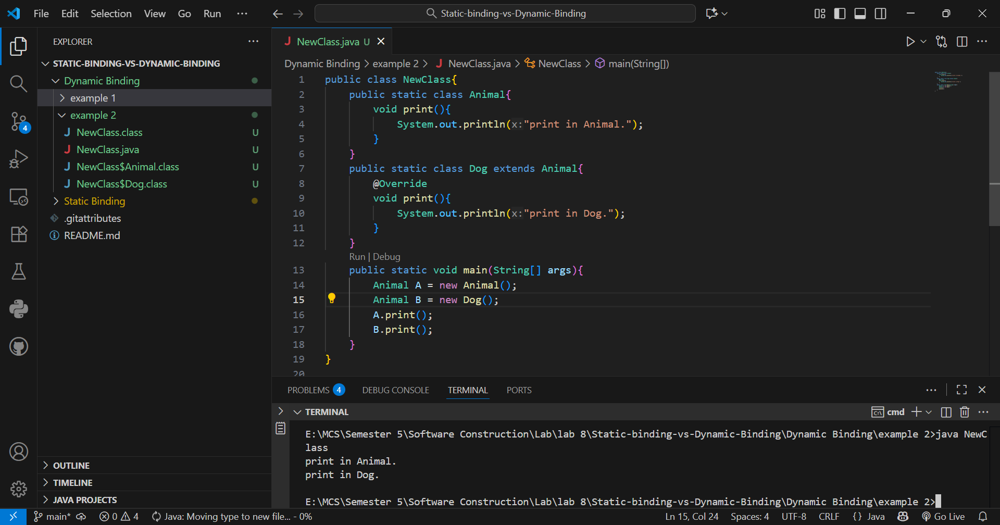 File Edit Selection View Go Run ··· Static-binding-vs-Dynamic-Binding
EXPLORER ···
STATIC-BINDING-VS-DYNAMIC-BINDING
Dynamic Binding
example 1
example 2
NewClass.class U
NewClass.java U
NewClass$Animal.class U
NewClass$Dog.class U
Static Binding
.gitattributes
README.md
OUTLINE
TIMELINE
JAVA PROJECTS
4
NewClass.java U
Dynamic Binding > example 2 > NewClass.java > NewClass > main(String[])
1 public class NewClass{
2 public static class Animal{
3 void print(){
4 System.out.println(x:"print in Animal.");
5 }
6 }
7 public static class Dog extends Animal{
8 @Override
9 void print(){
10 System.out.println(x:"print in Dog.");
11 }
12 }
Run | Debug
13 public static void main(String[] args){
14 Animal A = new Animal();
15 Animal B = new Dog();
16 A.print();
17 B.print();
18 }
19 }
20
PROBLEMS 4 DEBUG CONSOLE TERMINAL PORTS ···
TERMINAL cmd
E:\MCS\Semester 5\Software Construction\Lab\lab 8\Static-binding-vs-Dynamic-Binding\Dynamic Binding\example 2>java NewC
lass
print in Animal.
print in Dog.
E:\MCS\Semester 5\Software Construction\Lab\lab 8\Static-binding-vs-Dynamic-Binding\Dynamic Binding\example 2>
main* 0 4 Java: Moving type to new file... - 0% Ln 15, Col 24 Spaces: 4 UTF-8 CRLF {} Java Go Live